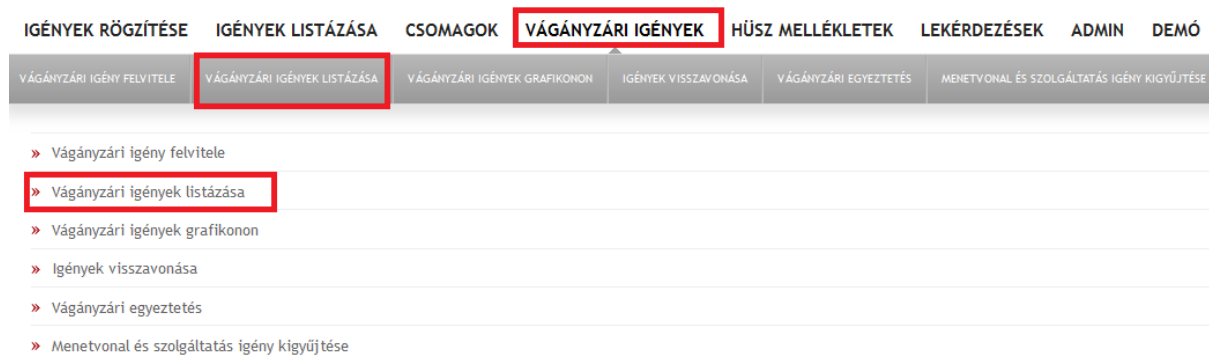 IGÉNYEK RÖGZÍTÉSE IGÉNYEK LISTÁZÁSA CSOMAGOK VÁGÁNYZÁRI IGÉNYEK HÜSZ MELLÉKLETEK LEKÉRDEZÉSEK ADMIN DEMÓ
VÁGÁNYZÁRI IGÉNY FELVITELE VÁGÁNYZÁRI IGÉNYEK LISTÁZÁSA VÁGÁNYZÁRI IGÉNYEK GRAFIKONON IGÉNYEK VISSZAVONÁSA VÁGÁNYZÁRI EGYEZTETÉS MENETVONAL ÉS SZOLGÁLTATÁS IGÉNY KIGYŰJTÉSE
» Vágányzári igény felvitele
» Vágányzári igények listázása
» Vágányzári igények grafikonon
» Igények visszavonása
» Vágányzári egyeztetés
» Menetvonal és szolgáltatás igény kigyűjtése